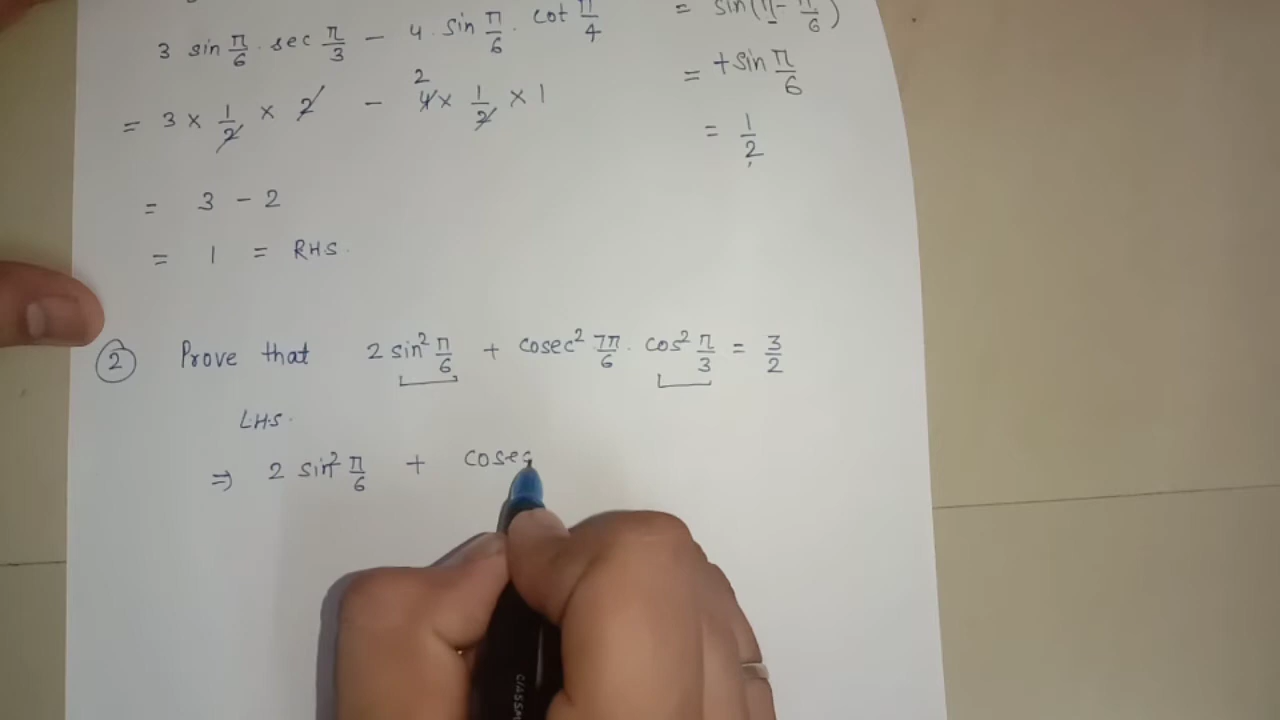 3 sin π/6 . sec π/3 − 4 . sin π/6 . cot π/4
= 3 × 1/2 × 2 − 4 2 × 1/2 × 1
= 3 − 2
= 1 = RHS.
= sin(π − π/6)
= + sin π/6
= 1/2
② Prove that 2 sin² π/6 + cosec² 7π/6 . cos² π/3 = 3/2
LHS.
⇒ 2 sin² π/6 + cosec